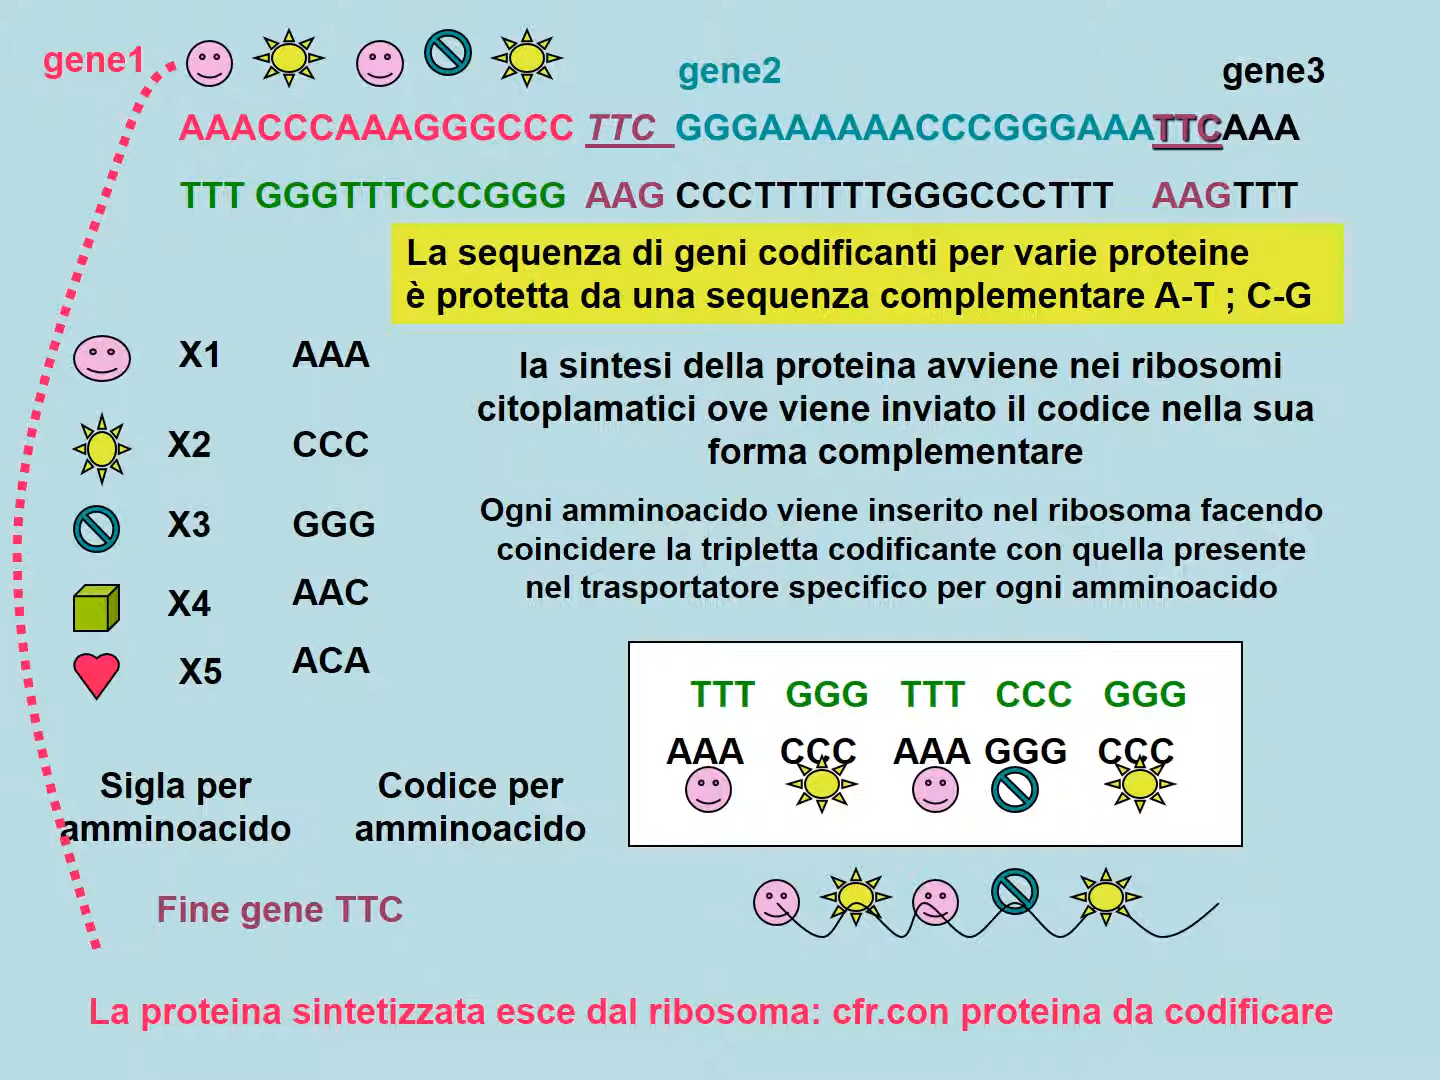 gene1
gene2
gene3
AAACCCAAAGGGCCC TTC GGGAAAAAACCCGGGAAATTCAAA
TTT GGGTTTCCCGGG AAG CCCTTTTTTGGGCCCTTT AAGTTT
La sequenza di geni codificanti per varie proteine
è protetta da una sequenza complementare A-T ; C-G
X1 AAA
X2 CCC
X3 GGG
X4 AAC
X5 ACA
la sintesi della proteina avviene nei ribosomi
citoplamatici ove viene inviato il codice nella sua
forma complementare
Ogni amminoacido viene inserito nel ribosoma facendo
coincidere la tripletta codificante con quella presente
nel trasportatore specifico per ogni amminoacido
TTT GGG TTT CCC GGG
AAA CCC AAA GGG CCC
Sigla per
amminoacido
Codice per
amminoacido
Fine gene TTC
La proteina sintetizzata esce dal ribosoma: cfr.con proteina da codificare